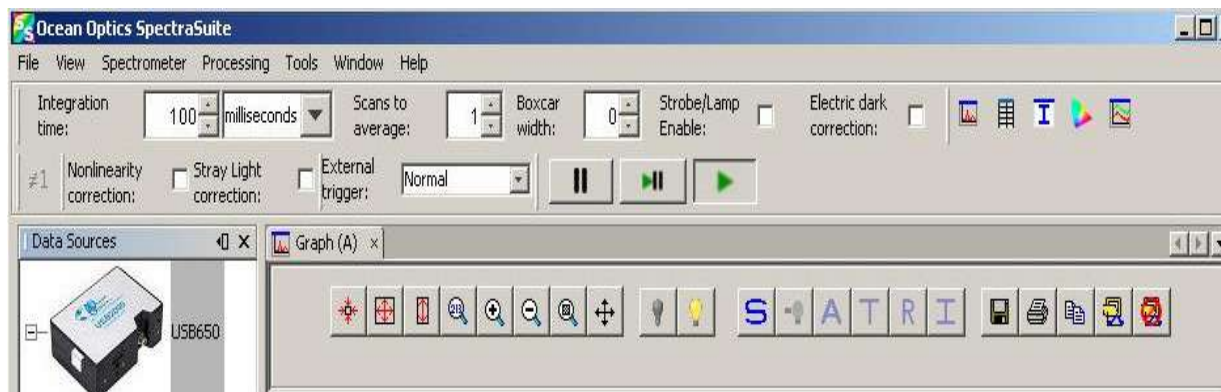 Ocean Optics SpectraSuite
File View Spectrometer Processing Tools Window Help
Integration time: 100 milliseconds Scans to average: 1 Boxcar width: 0 Strobe/Lamp Enable: Electric dark correction:
≠1 Nonlinearity correction: Stray Light correction: External trigger: Normal
Data Sources Graph (A)
S A T R I
USB650